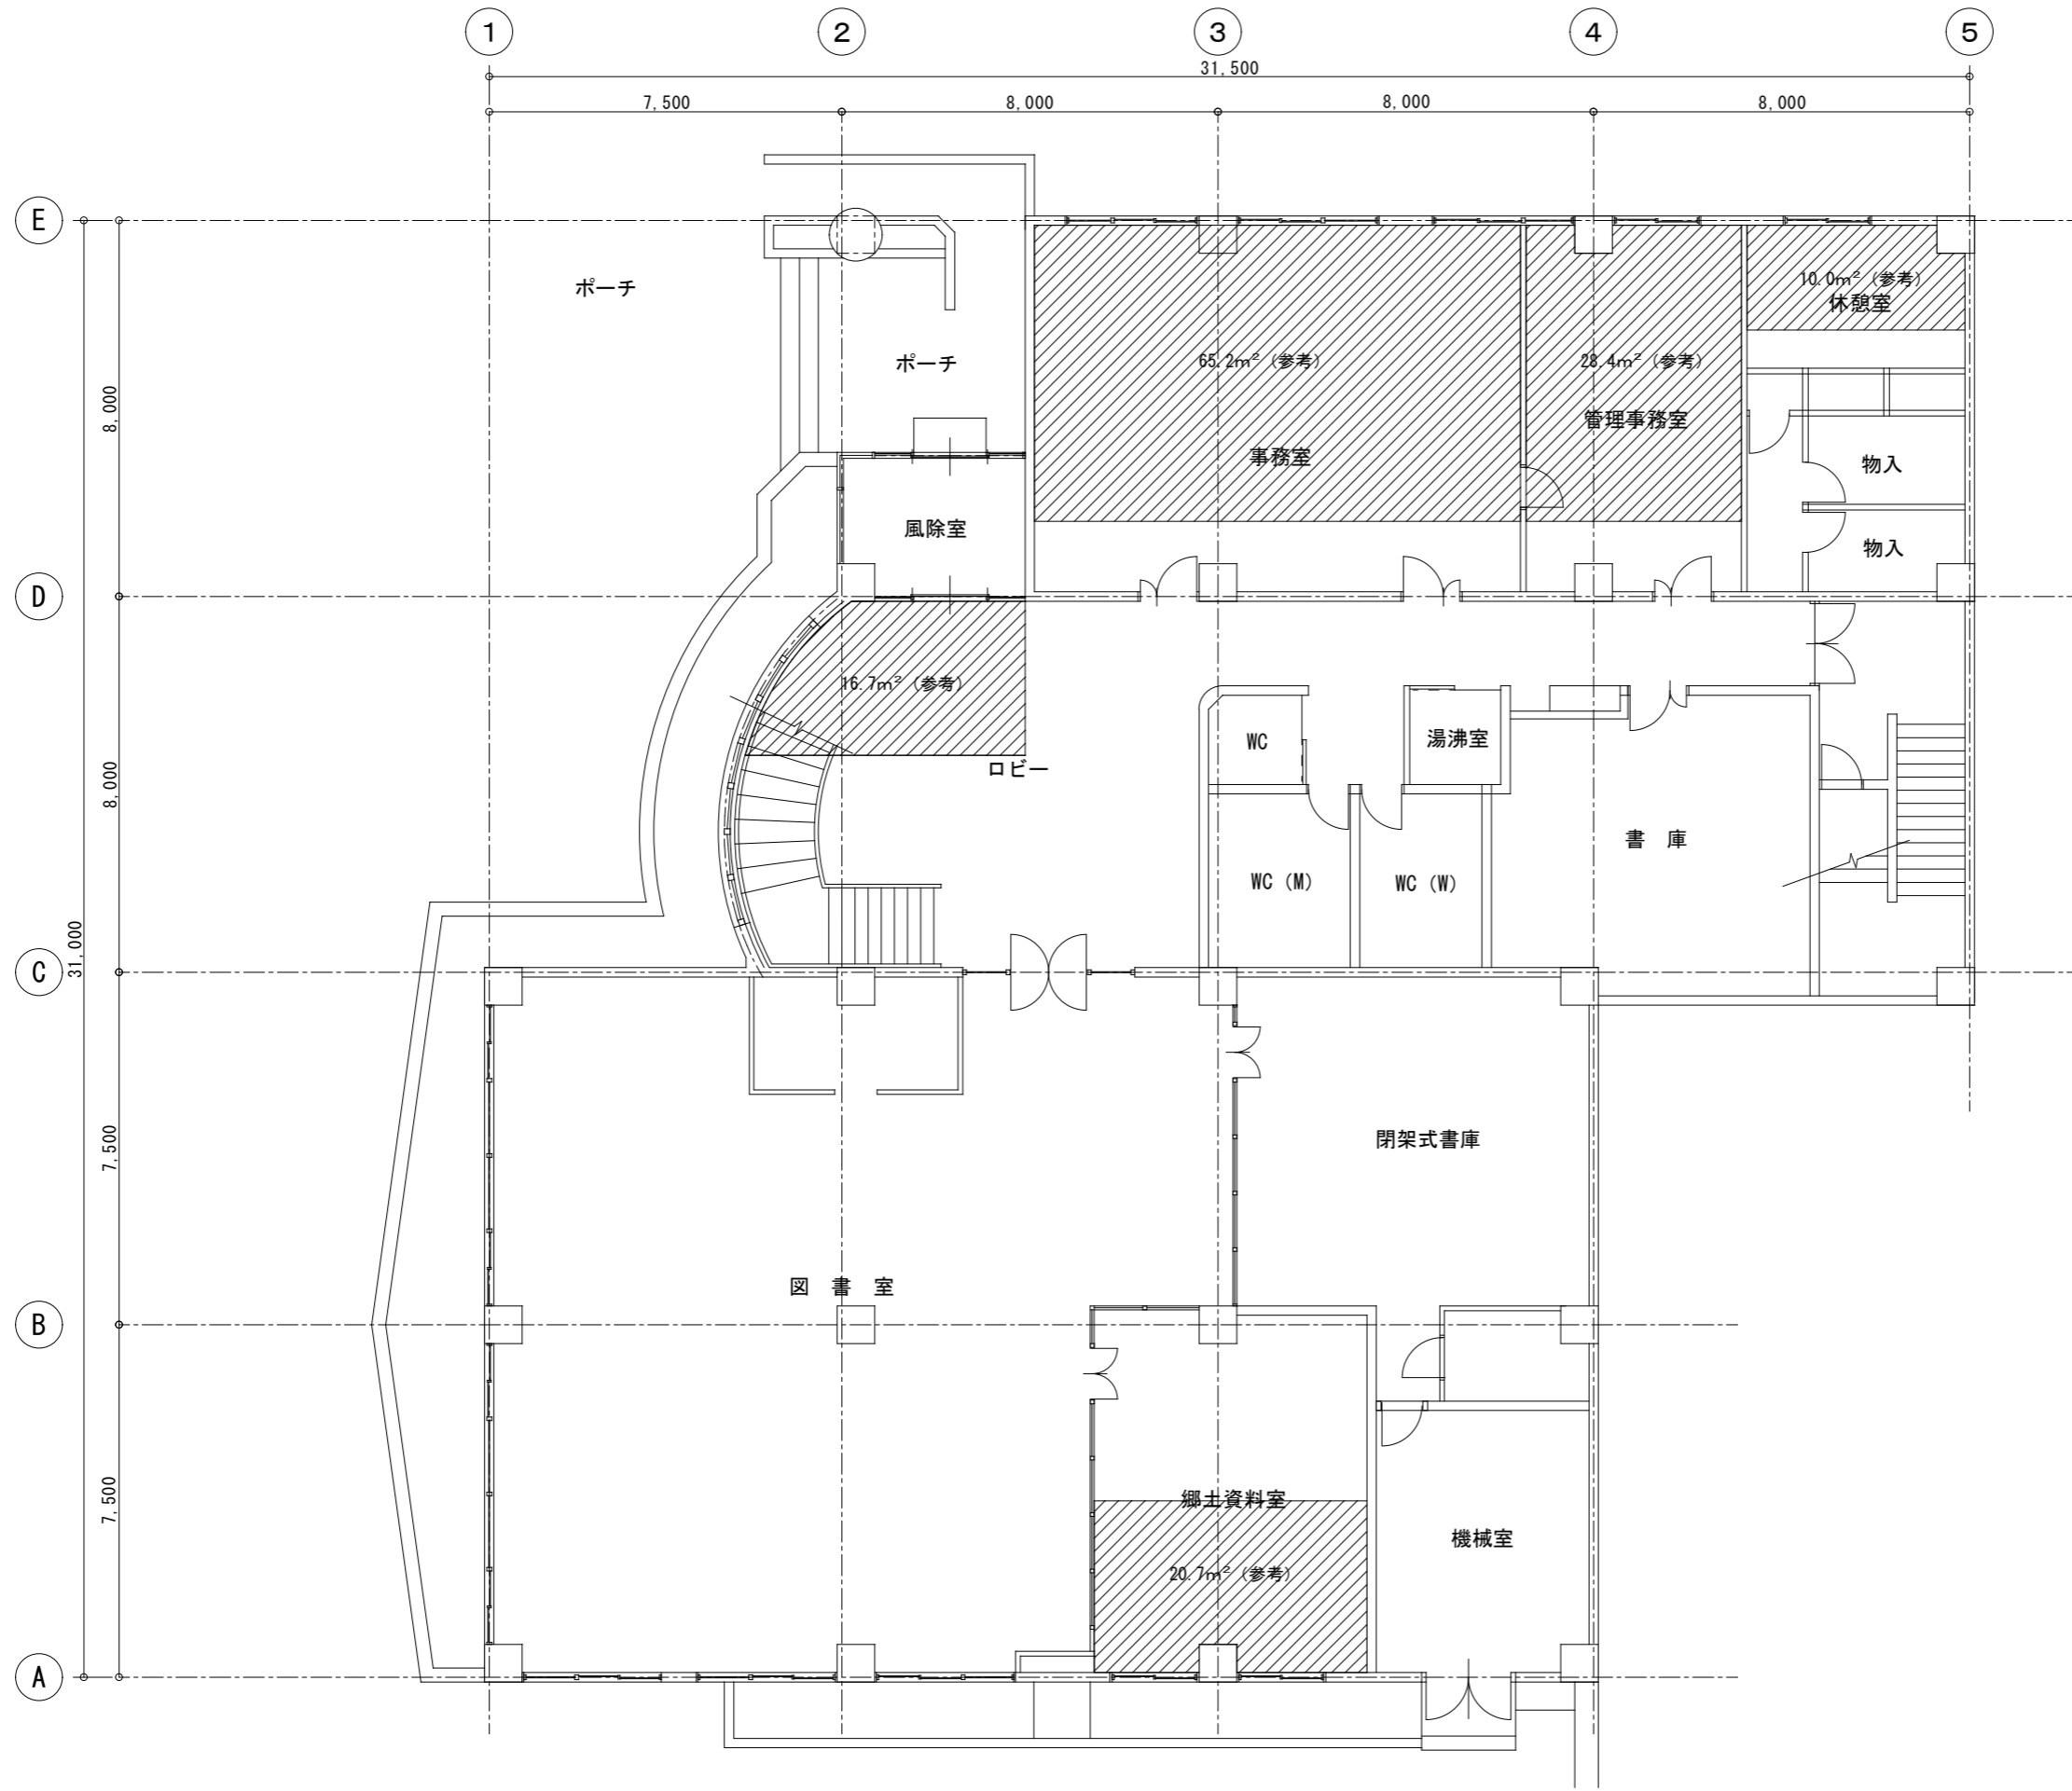 1 2 3 4 5
31,500
7,500 8,000 8,000 8,000
E
ポーチ
10.0m²（参考）
休憩室
ポーチ
65.2m²（参考）
28.4m²（参考）
8,000
管理事務室
事務室
物入
風除室
物入
D
16.7m²（参考）
WC
湯沸室
ロビー
8,000
書　庫
WC（M）
WC（W）
31,000
C
閉架式書庫
7,500
図　書　室
B
郷土資料室
7,500
機械室
20.7m²（参考）
A